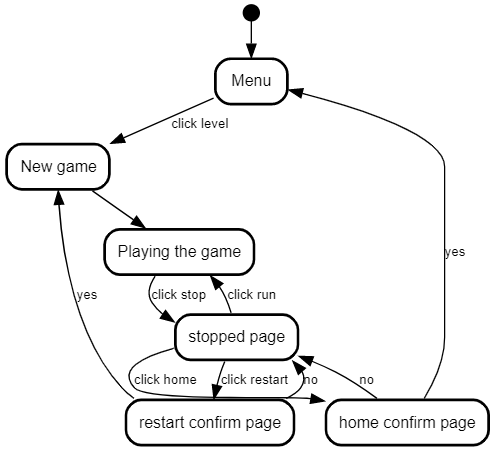 Menu
click level
New game
Playing the game
yes
yes
click stop
click run
stopped page
click home
click restart
no
no
restart confirm page
home confirm page